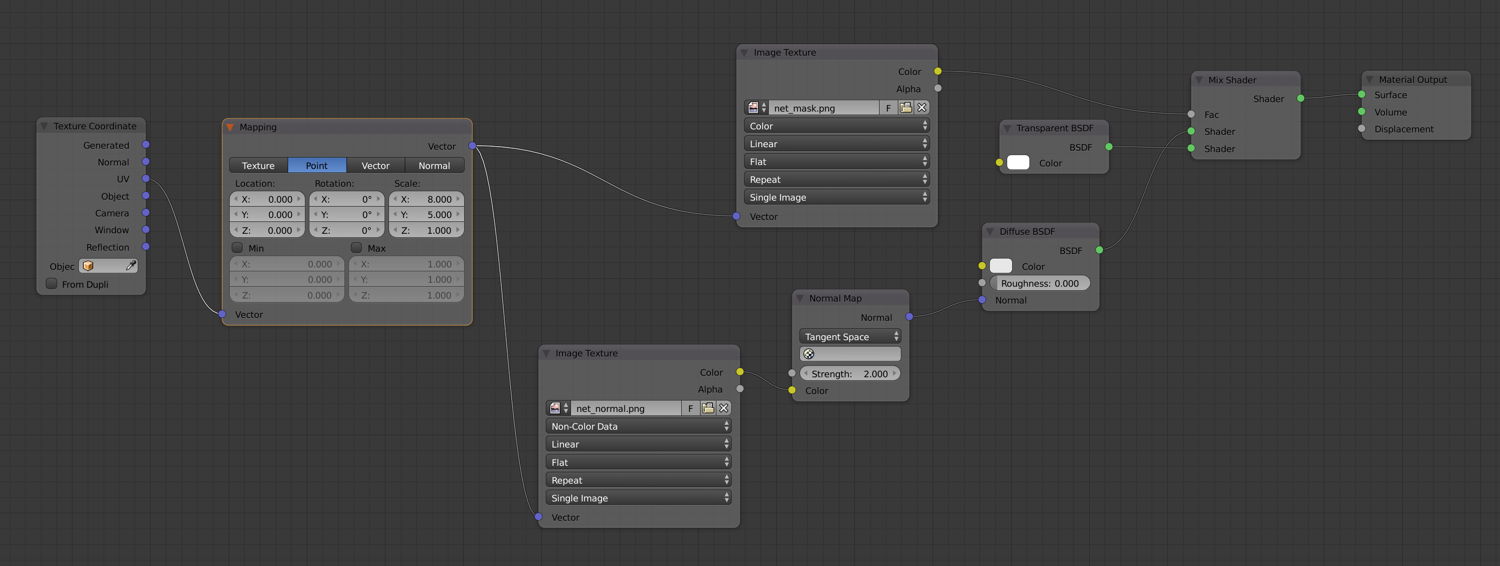 Texture Coordinate
Generated
Normal
UV
Object
Camera
Window
Reflection
Objec
From Dupli
Mapping
Vector
Texture Point Vector Normal
Location: Rotation: Scale:
X: 0.000 X: 0° X: 8.000
Y: 0.000 Y: 0° Y: 5.000
Z: 0.000 Z: 0° Z: 1.000
Min Max
X: 0.000 X: 1.000
Y: 0.000 Y: 1.000
Z: 0.000 Z: 1.000
Vector
Image Texture
Color
Alpha
net_normal.png F
Non-Color Data
Linear
Flat
Repeat
Single Image
Vector
Image Texture
Color
Alpha
net_mask.png F
Color
Linear
Flat
Repeat
Single Image
Vector
Normal Map
Normal
Tangent Space
Strength: 2.000
Color
Transparent BSDF
BSDF
Color
Diffuse BSDF
BSDF
Color
Roughness: 0.000
Normal
Mix Shader
Shader
Fac
Shader
Shader
Material Output
Surface
Volume
Displacement